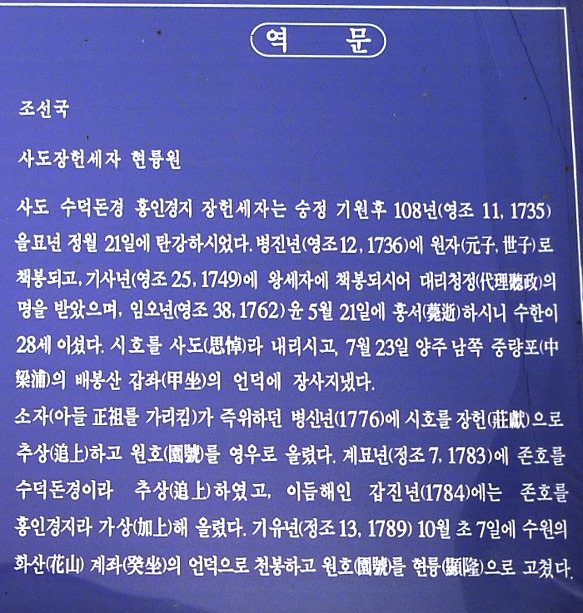 역 문
조선국
사도장헌세자 현륭원
사도 수덕돈경 홍인경지 장헌세자는 숭정 기원후 108년(영조 11, 1735)
을묘년 정월 21일에 탄강하시었다. 병진년(영조12, 1736)에 원자(元子, 世子)로
책봉되고, 기사년(영조 25, 1749)에 왕세자에 책봉되시어 대리청정(代理聽政)의
명을 받았으며, 임오년(영조 38, 1762) 윤 5월 21일에 훙서(薨逝)하시니 수한이
28세 이셨다. 시호를 사도(思悼)라 내리시고, 7월 23일 양주 남쪽 중량포(中
梁浦)의 배봉산 갑좌(甲坐)의 언덕에 장사지냈다.
소자(아들 正祖를 가리킴)가 즉위하던 병신년(1776)에 시호를 장헌(莊獻)으로
추상(追上)하고 원호(園號)를 영우로 올렸다. 계묘년(정조 7, 1783)에 존호를
수덕돈경이라 추상(追上)하였고, 이듬해인 갑진년(1784)에는 존호를
홍인경지라 가상(加上)해 올렸다. 기유년(정조 13, 1789) 10월 초 7일에 수원의
화산(花山) 계좌(癸坐)의 언덕으로 천봉하고 원호(園號)를 현륭(顯隆)으로 고쳤다.